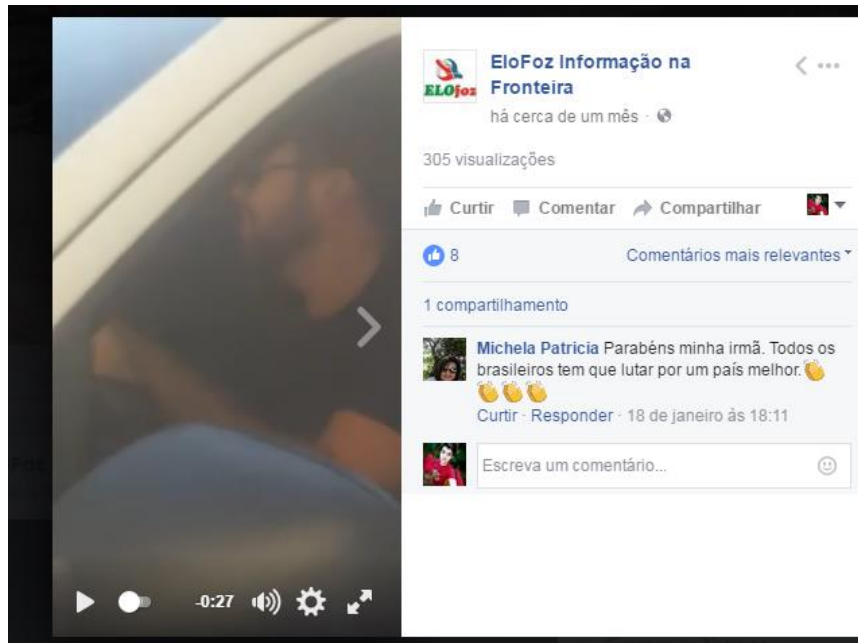 EloFoz Informação na
Fronteira
ELOfoz
há cerca de um mês ·
305 visualizações
Curtir Comentar Compartilhar
8 Comentários mais relevantes
1 compartilhamento
Michela Patricia Parabéns minha irmã. Todos os
brasileiros tem que lutar por um país melhor.👏
👏👏👏
Curtir · Responder · 18 de janeiro às 18:11
Escreva um comentário...
-0:27